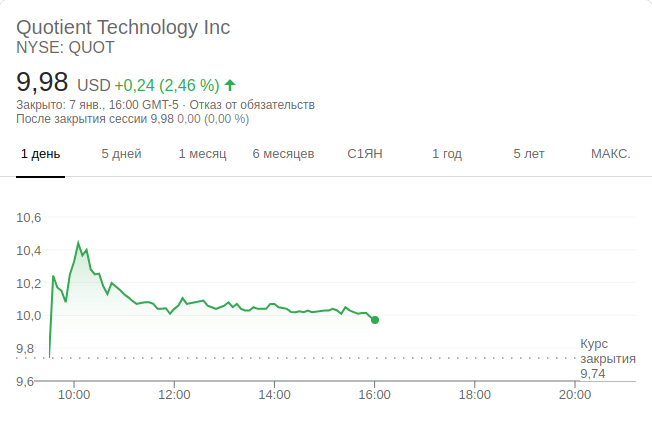 Quotient Technology Inc
NYSE: QUOT
9,98 USD +0,24 (2,46 %)
Закрыто: 7 янв., 16:00 GMT-5 · Отказ от обязательств
После закрытия сессии 9,98 0,00 (0,00 %)
1 день 5 дней 1 месяц 6 месяцев С1ЯН 1 год 5 лет МАКС.
10,6
10,4
10,2
10,0
9,8
9,6
Курс
закрытия
9,74
10:00 12:00 14:00 16:00 18:00 20:00